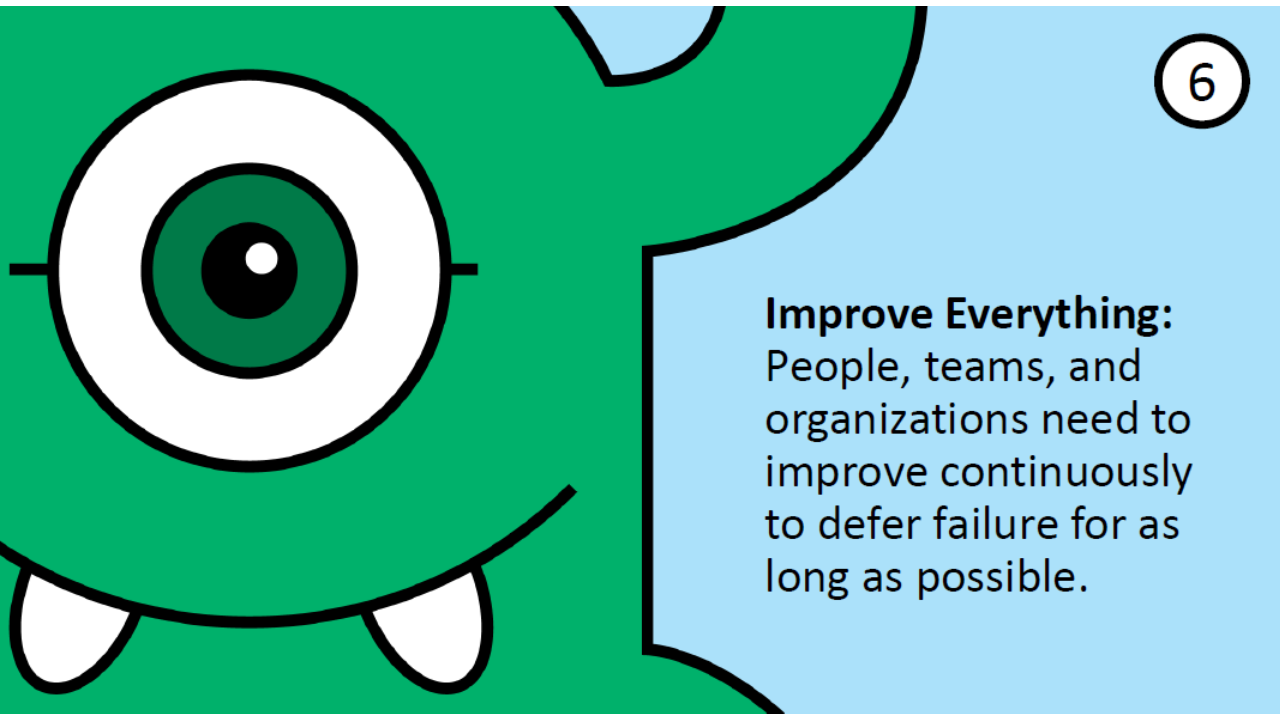 6
Improve Everything:
People, teams, and
organizations need to
improve continuously
to defer failure for as
long as possible.